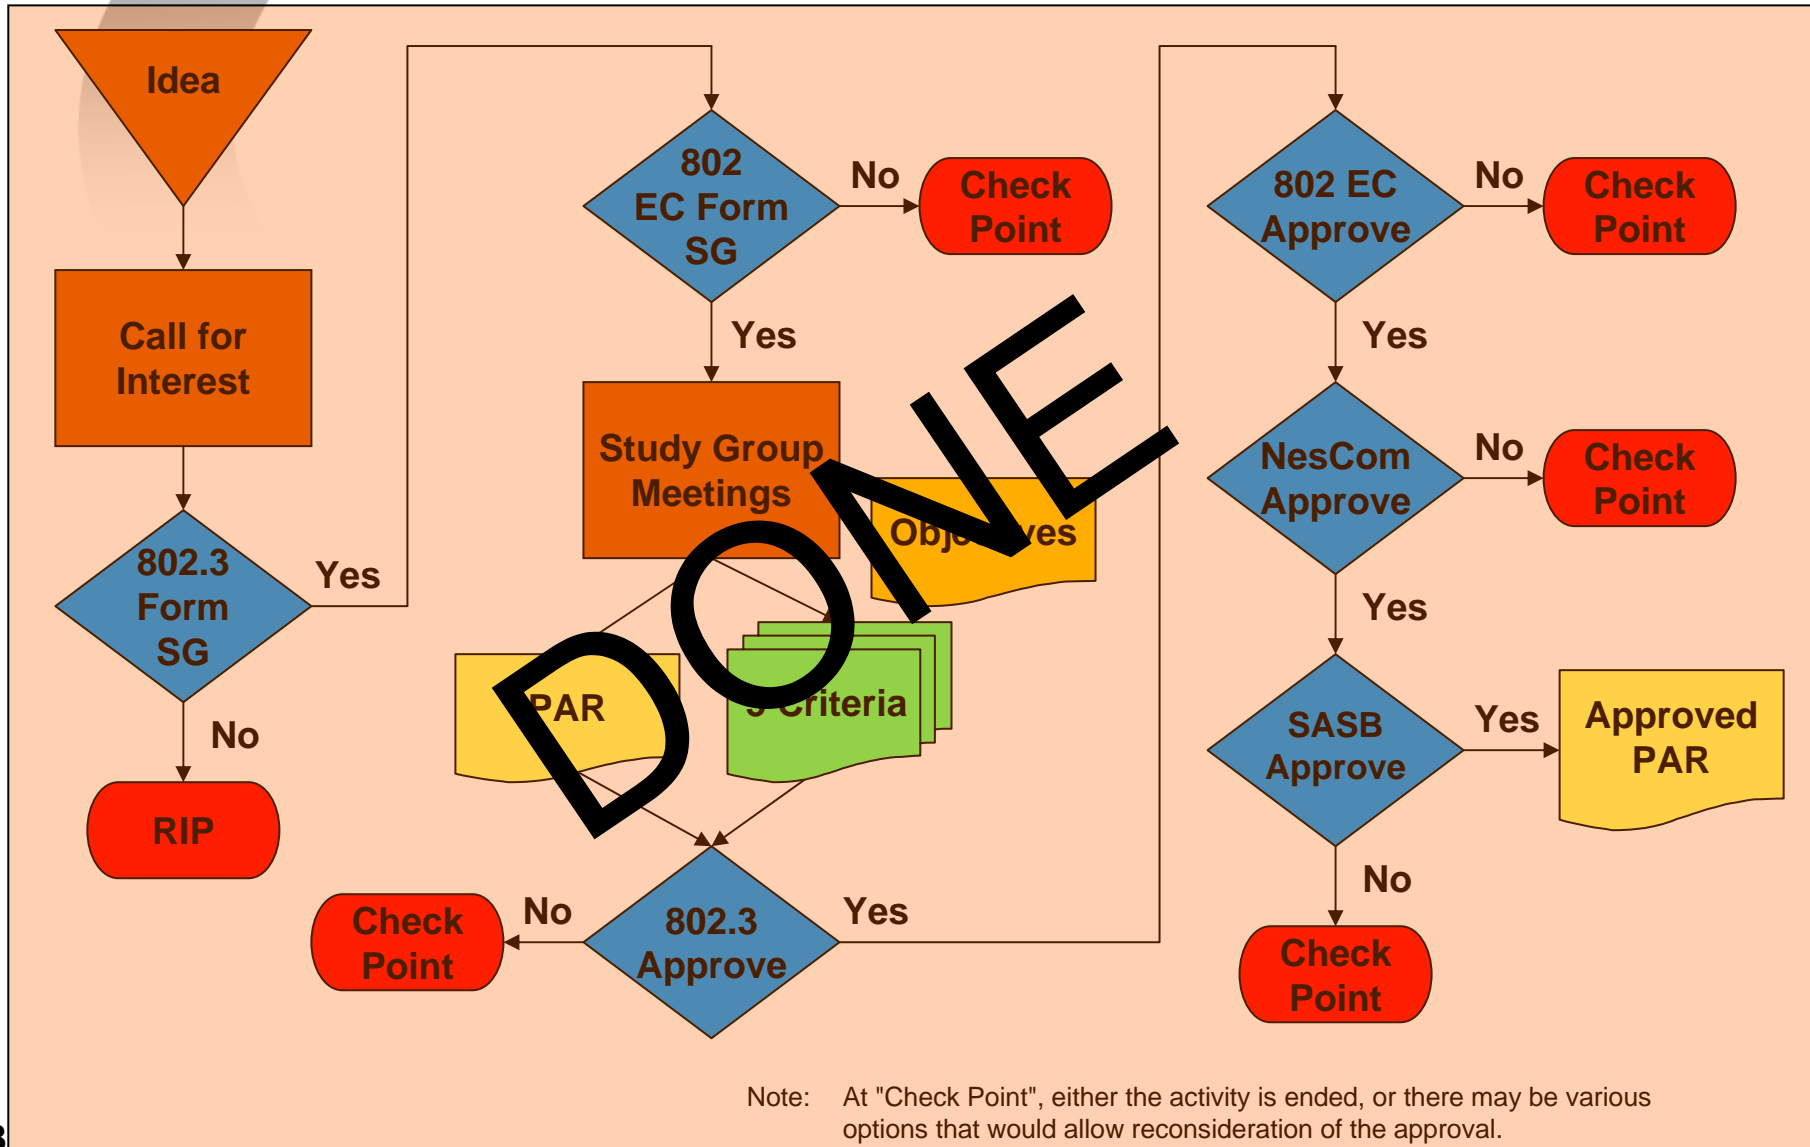 Idea
Call for
Interest
802.3
Form
SG
Yes
No
RIP
802
EC Form
SG
No
Check
Point
Yes
Study Group
Meetings
PAR
Criteria
DONE
802.3
Approve
No
Check
Point
Yes
802 EC
Approve
No
Check
Point
Yes
NesCom
Approve
No
Check
Point
Yes
SASB
Approve
Yes
Approved
PAR
No
Check
Point
Note: At "Check Point", either the activity is ended, or there may be various
options that would allow reconsideration of the approval.